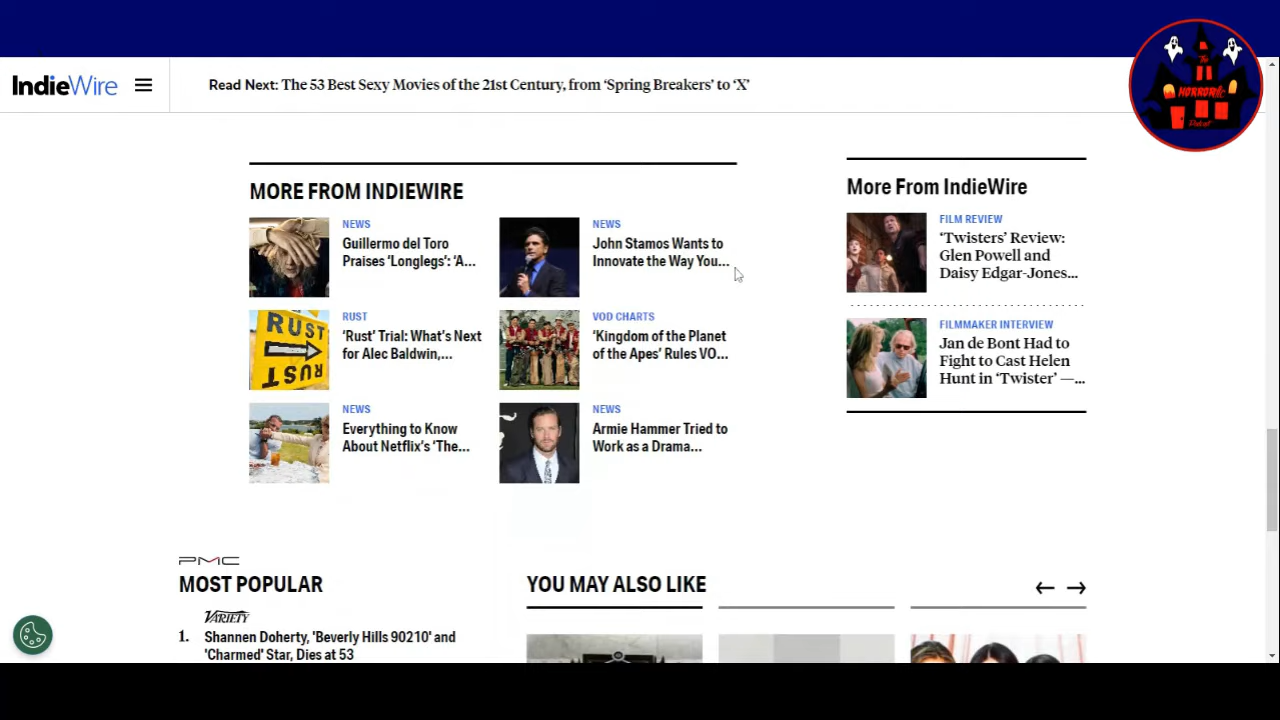 IndieWire
Read Next: The 53 Best Sexy Movies of the 21st Century, from ‘Spring Breakers’ to ‘X’
The
HORRORific
Podcast
MORE FROM INDIEWIRE
NEWS
Guillermo del Toro
Praises ‘Longlegs’: ‘A...
NEWS
John Stamos Wants to
Innovate the Way You...
RUST
‘Rust’ Trial: What’s Next
for Alec Baldwin,...
RUST
RUST
VOD CHARTS
‘Kingdom of the Planet
of the Apes’ Rules VO...
NEWS
Everything to Know
About Netflix’s ‘The...
NEWS
Armie Hammer Tried to
Work as a Drama...
More From IndieWire
FILM REVIEW
‘Twisters’ Review:
Glen Powell and
Daisy Edgar-Jones...
FILMMAKER INTERVIEW
Jan de Bont Had to
Fight to Cast Helen
Hunt in ‘Twister’ —...
PMC
MOST POPULAR
VARIETY
1. Shannen Doherty, 'Beverly Hills 90210' and
'Charmed' Star, Dies at 53
YOU MAY ALSO LIKE